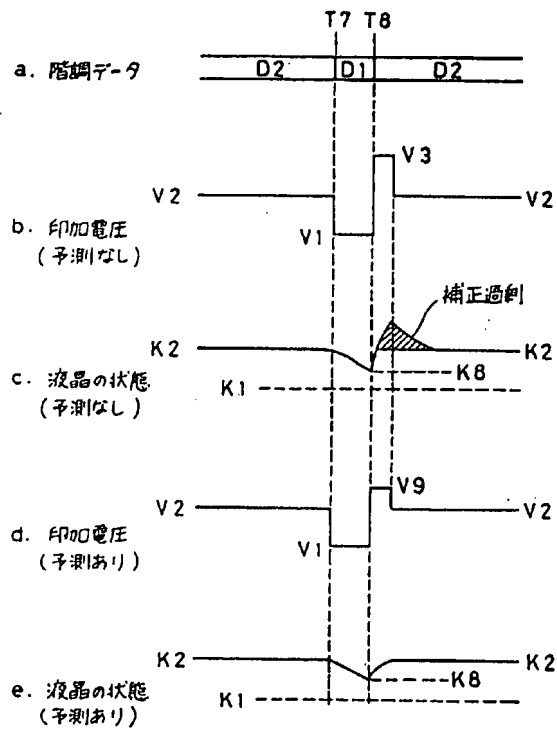 T7 T8
a. 階調データ
D2 D1 D2
V3
V2 V2
b. 印加電圧
(予測なし)
V1
補正過剰
K2 K2
c. 液晶の状態
(予測なし)
K8
K1
V9
V2 V2
d. 印加電圧
(予測あり)
V1
K2 K2
e. 液晶の状態
(予測あり)
K8
K1